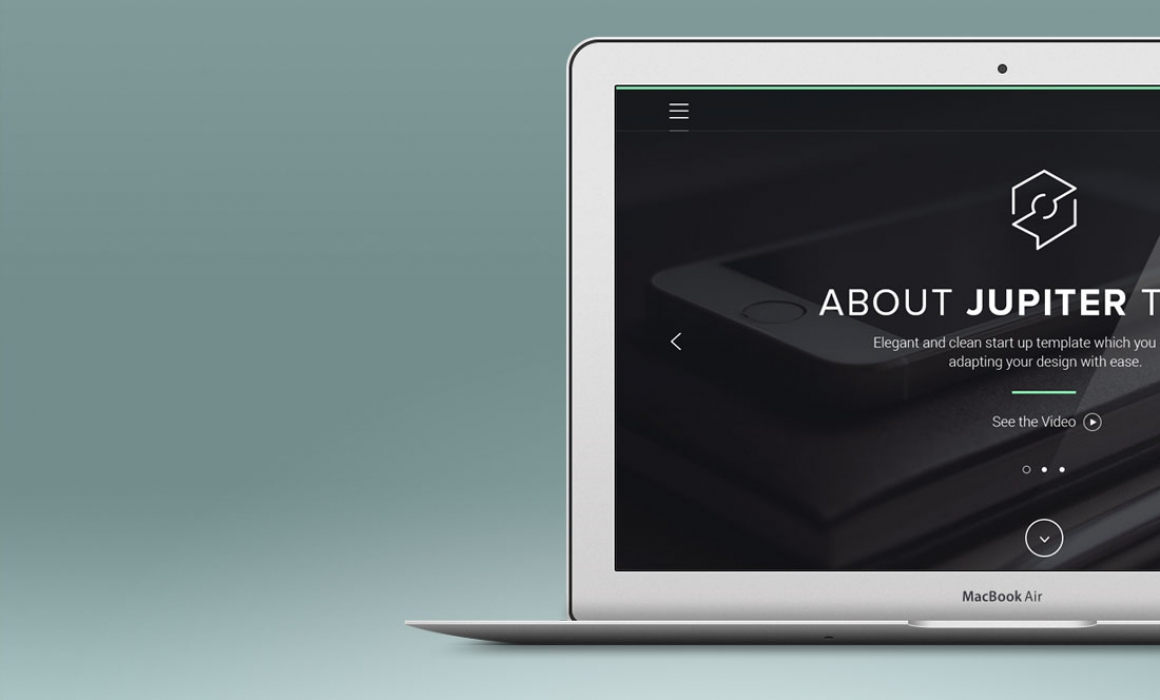 ABOUT JUPITER T
Elegant and clean start up template which you
adapting your design with ease.
See the Video
MacBook Air